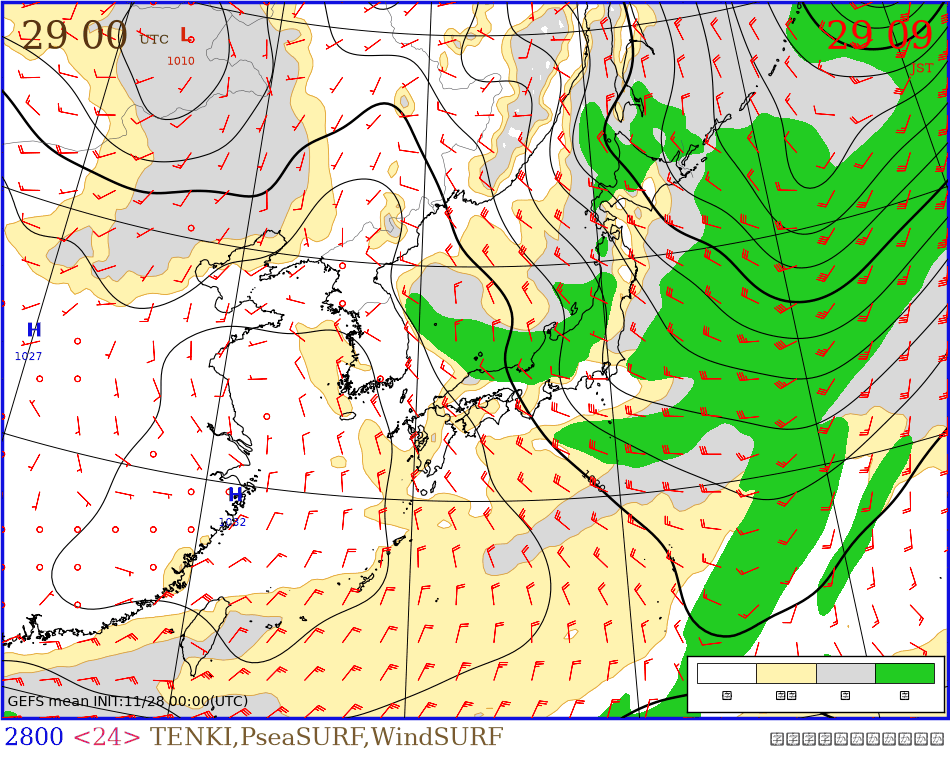 29 00 UTC
L
1010
29 09
JST
H
1027
H
1032
1020
GEFS mean INIT:11/28 00:00(UTC)
2800 <24> TENKI,PseaSURF,WindSURF